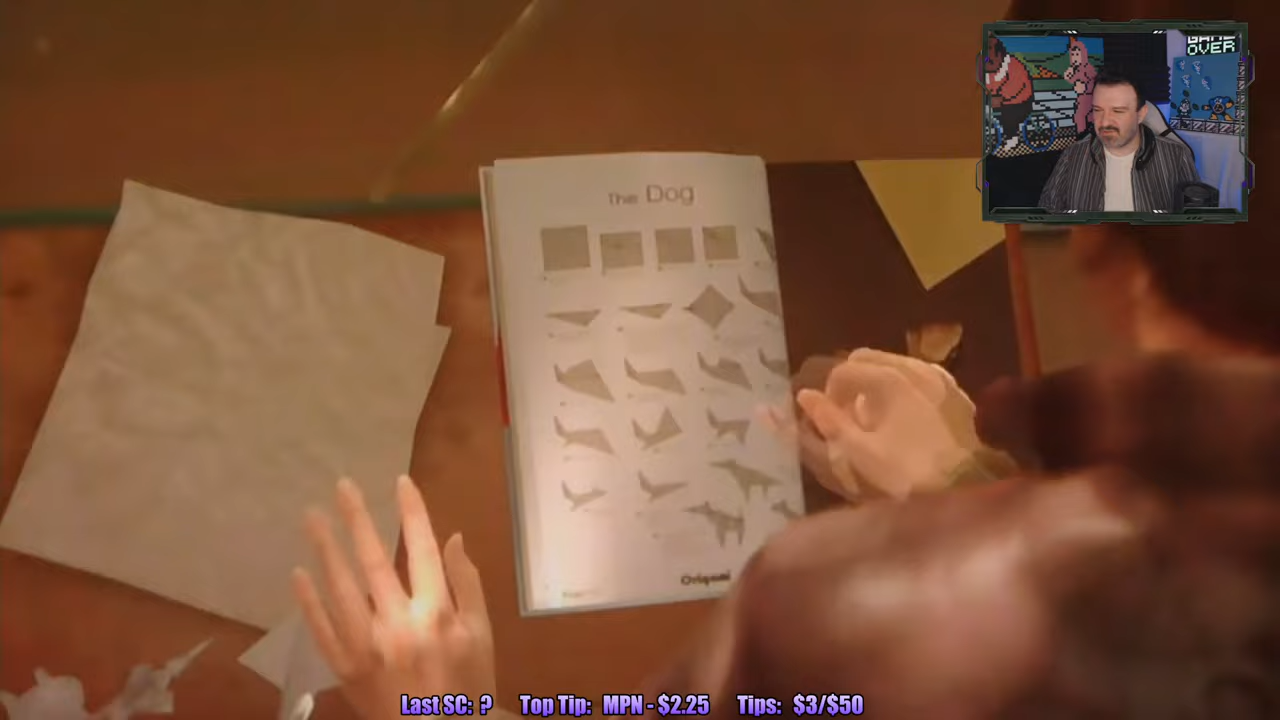 GAME
OVER
The Dog
Origami
Last SC: ? Top Tip: MPN - $2.25 Tips: $3/$50